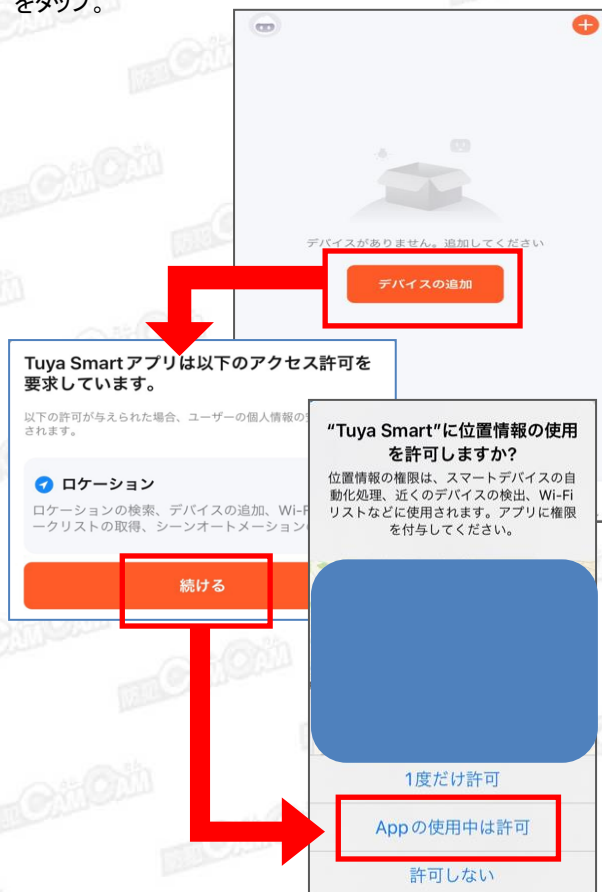 をタップ。
デバイスがありません。追加してください
デバイスの追加
Tuya Smartアプリは以下のアクセス許可を
要求しています。
以下の許可が与えられた場合、ユーザーの個人情報の
されます。
ロケーション
ロケーションの検索、デバイスの追加、Wi-F
ークリストの取得、シーンオートメーション
続ける
“Tuya Smart”に位置情報の使用
を許可しますか?
位置情報の権限は、スマートデバイスの自
動化処理、近くのデバイスの検出、Wi-Fi
リストなどに使用されます。アプリに権限
を付与してください。
1度だけ許可
Appの使用中は許可
許可しない
防犯CAMCAM